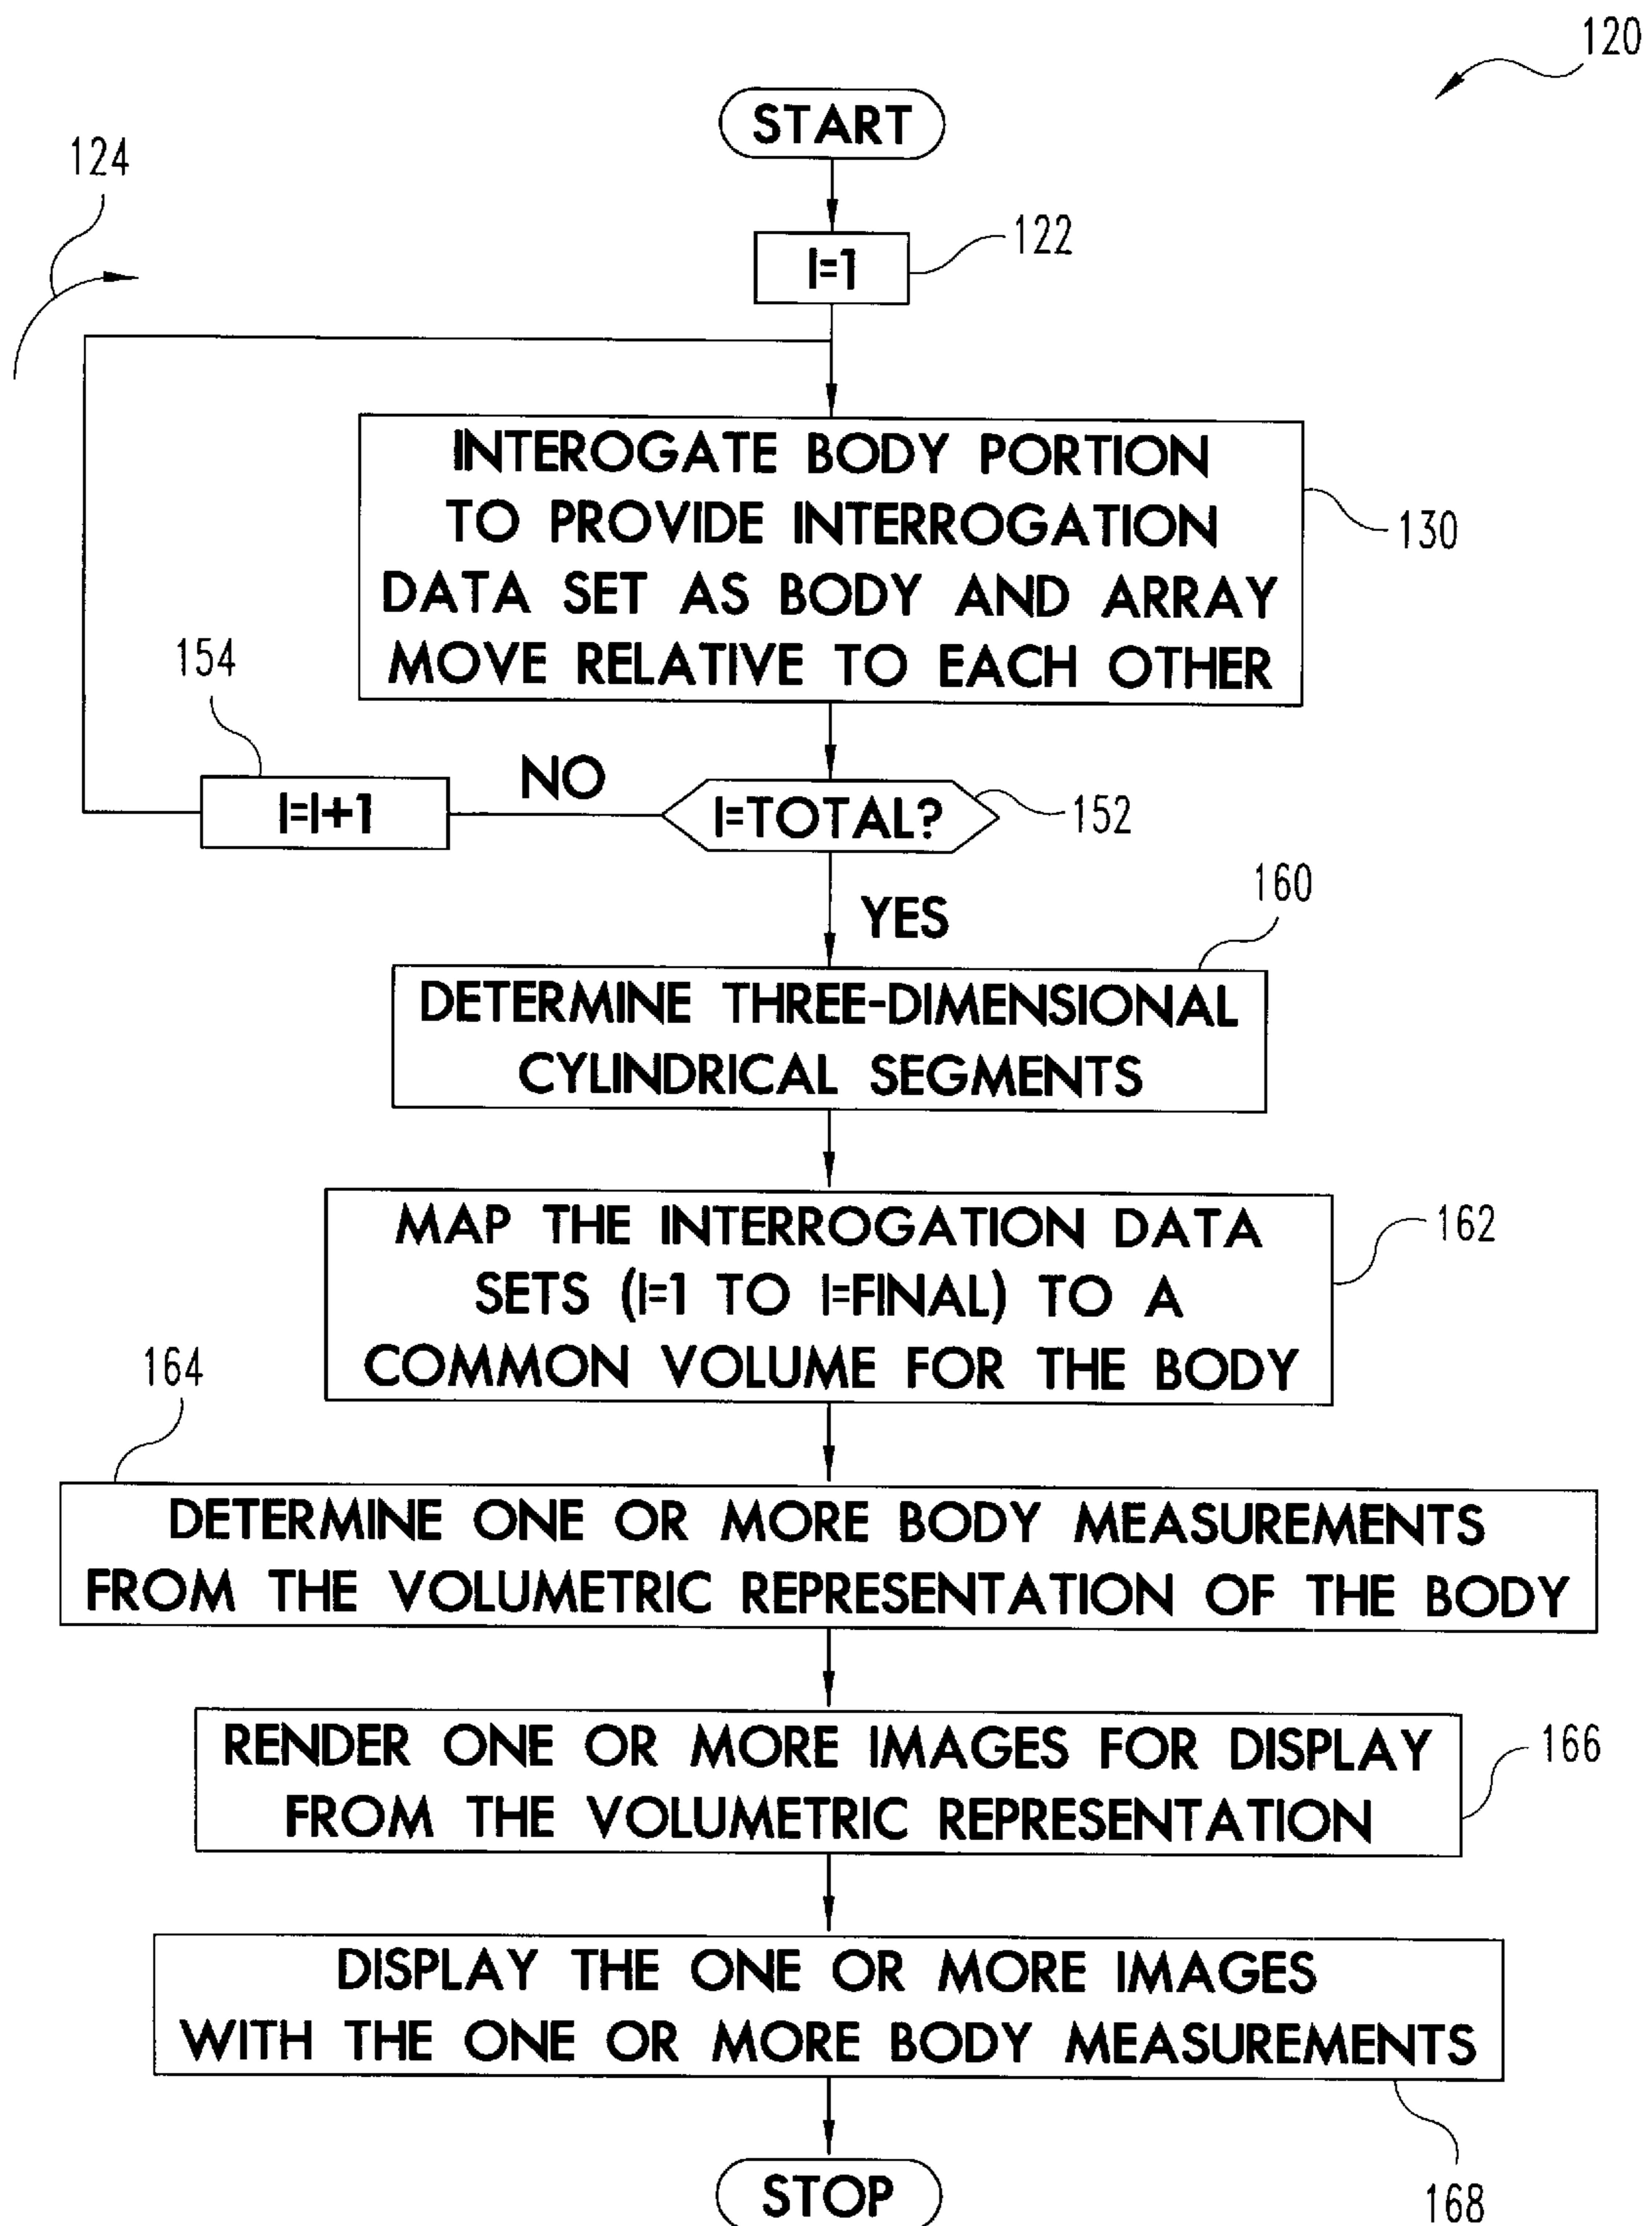 120
START
124
I=1
122
INTEROGATE BODY PORTION
TO PROVIDE INTERROGATION
DATA SET AS BODY AND ARRAY
MOVE RELATIVE TO EACH OTHER
130
154
I=I+1
NO
I=TOTAL?
152
YES
160
DETERMINE THREE-DIMENSIONAL
CYLINDRICAL SEGMENTS
MAP THE INTERROGATION DATA
SETS (I=1 TO I=FINAL) TO A
COMMON VOLUME FOR THE BODY
162
164
DETERMINE ONE OR MORE BODY MEASUREMENTS
FROM THE VOLUMETRIC REPRESENTATION OF THE BODY
RENDER ONE OR MORE IMAGES FOR DISPLAY
FROM THE VOLUMETRIC REPRESENTATION
166
DISPLAY THE ONE OR MORE IMAGES
WITH THE ONE OR MORE BODY MEASUREMENTS
168
STOP